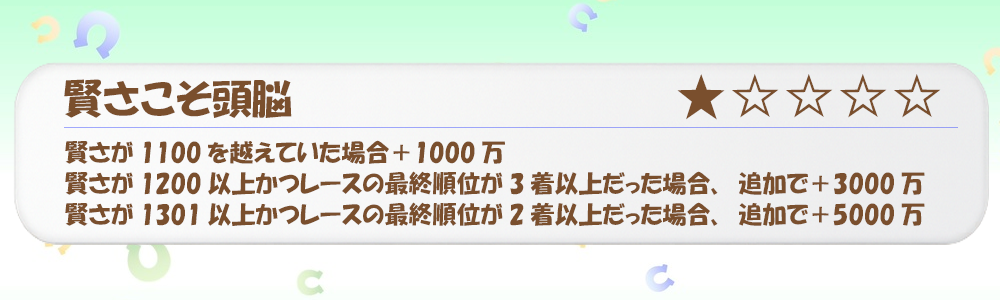 賢さこそ頭脳 ★☆☆☆☆
賢さが 1100 を越えていた場合＋1000 万
賢さが 1200 以上かつレースの最終順位が 3 着以上だった場合、 追加で＋3000 万
賢さが 1301 以上かつレースの最終順位が 2 着以上だった場合、 追加で＋5000 万